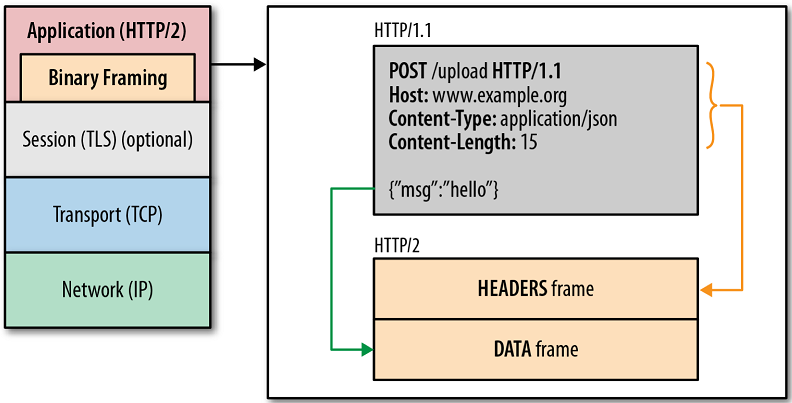 Application (HTTP/2)
Binary Framing
Session (TLS) (optional)
Transport (TCP)
Network (IP)
HTTP/1.1
POST /upload HTTP/1.1
Host: www.example.org
Content-Type: application/json
Content-Length: 15
{”msg”:”hello”}
HTTP/2
HEADERS frame
DATA frame